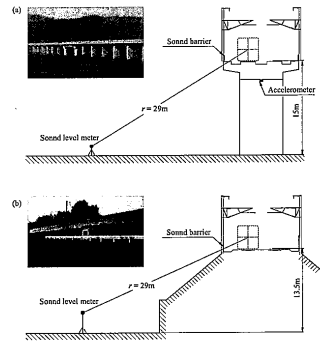 (a)
Sonnd barrier
Accelerometer
r = 29m
15m
Sonnd level meter
(b)
Sonnd barrier
Sonnd level meter
r = 29m
13.5m